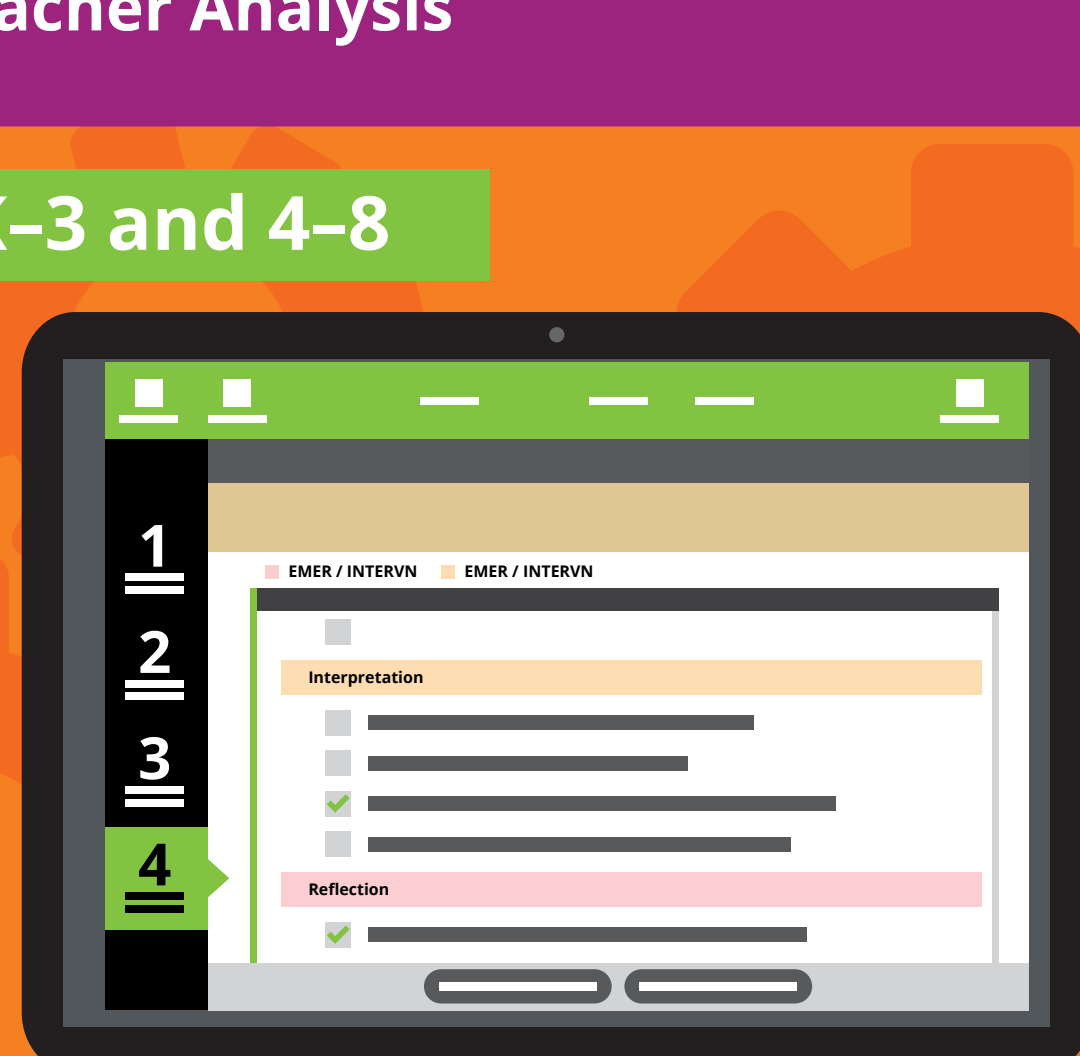 acher Analysis
K–3 and 4–8
1
2
3
4
EMER / INTERVN EMER / INTERVN
Interpretation
Reflection